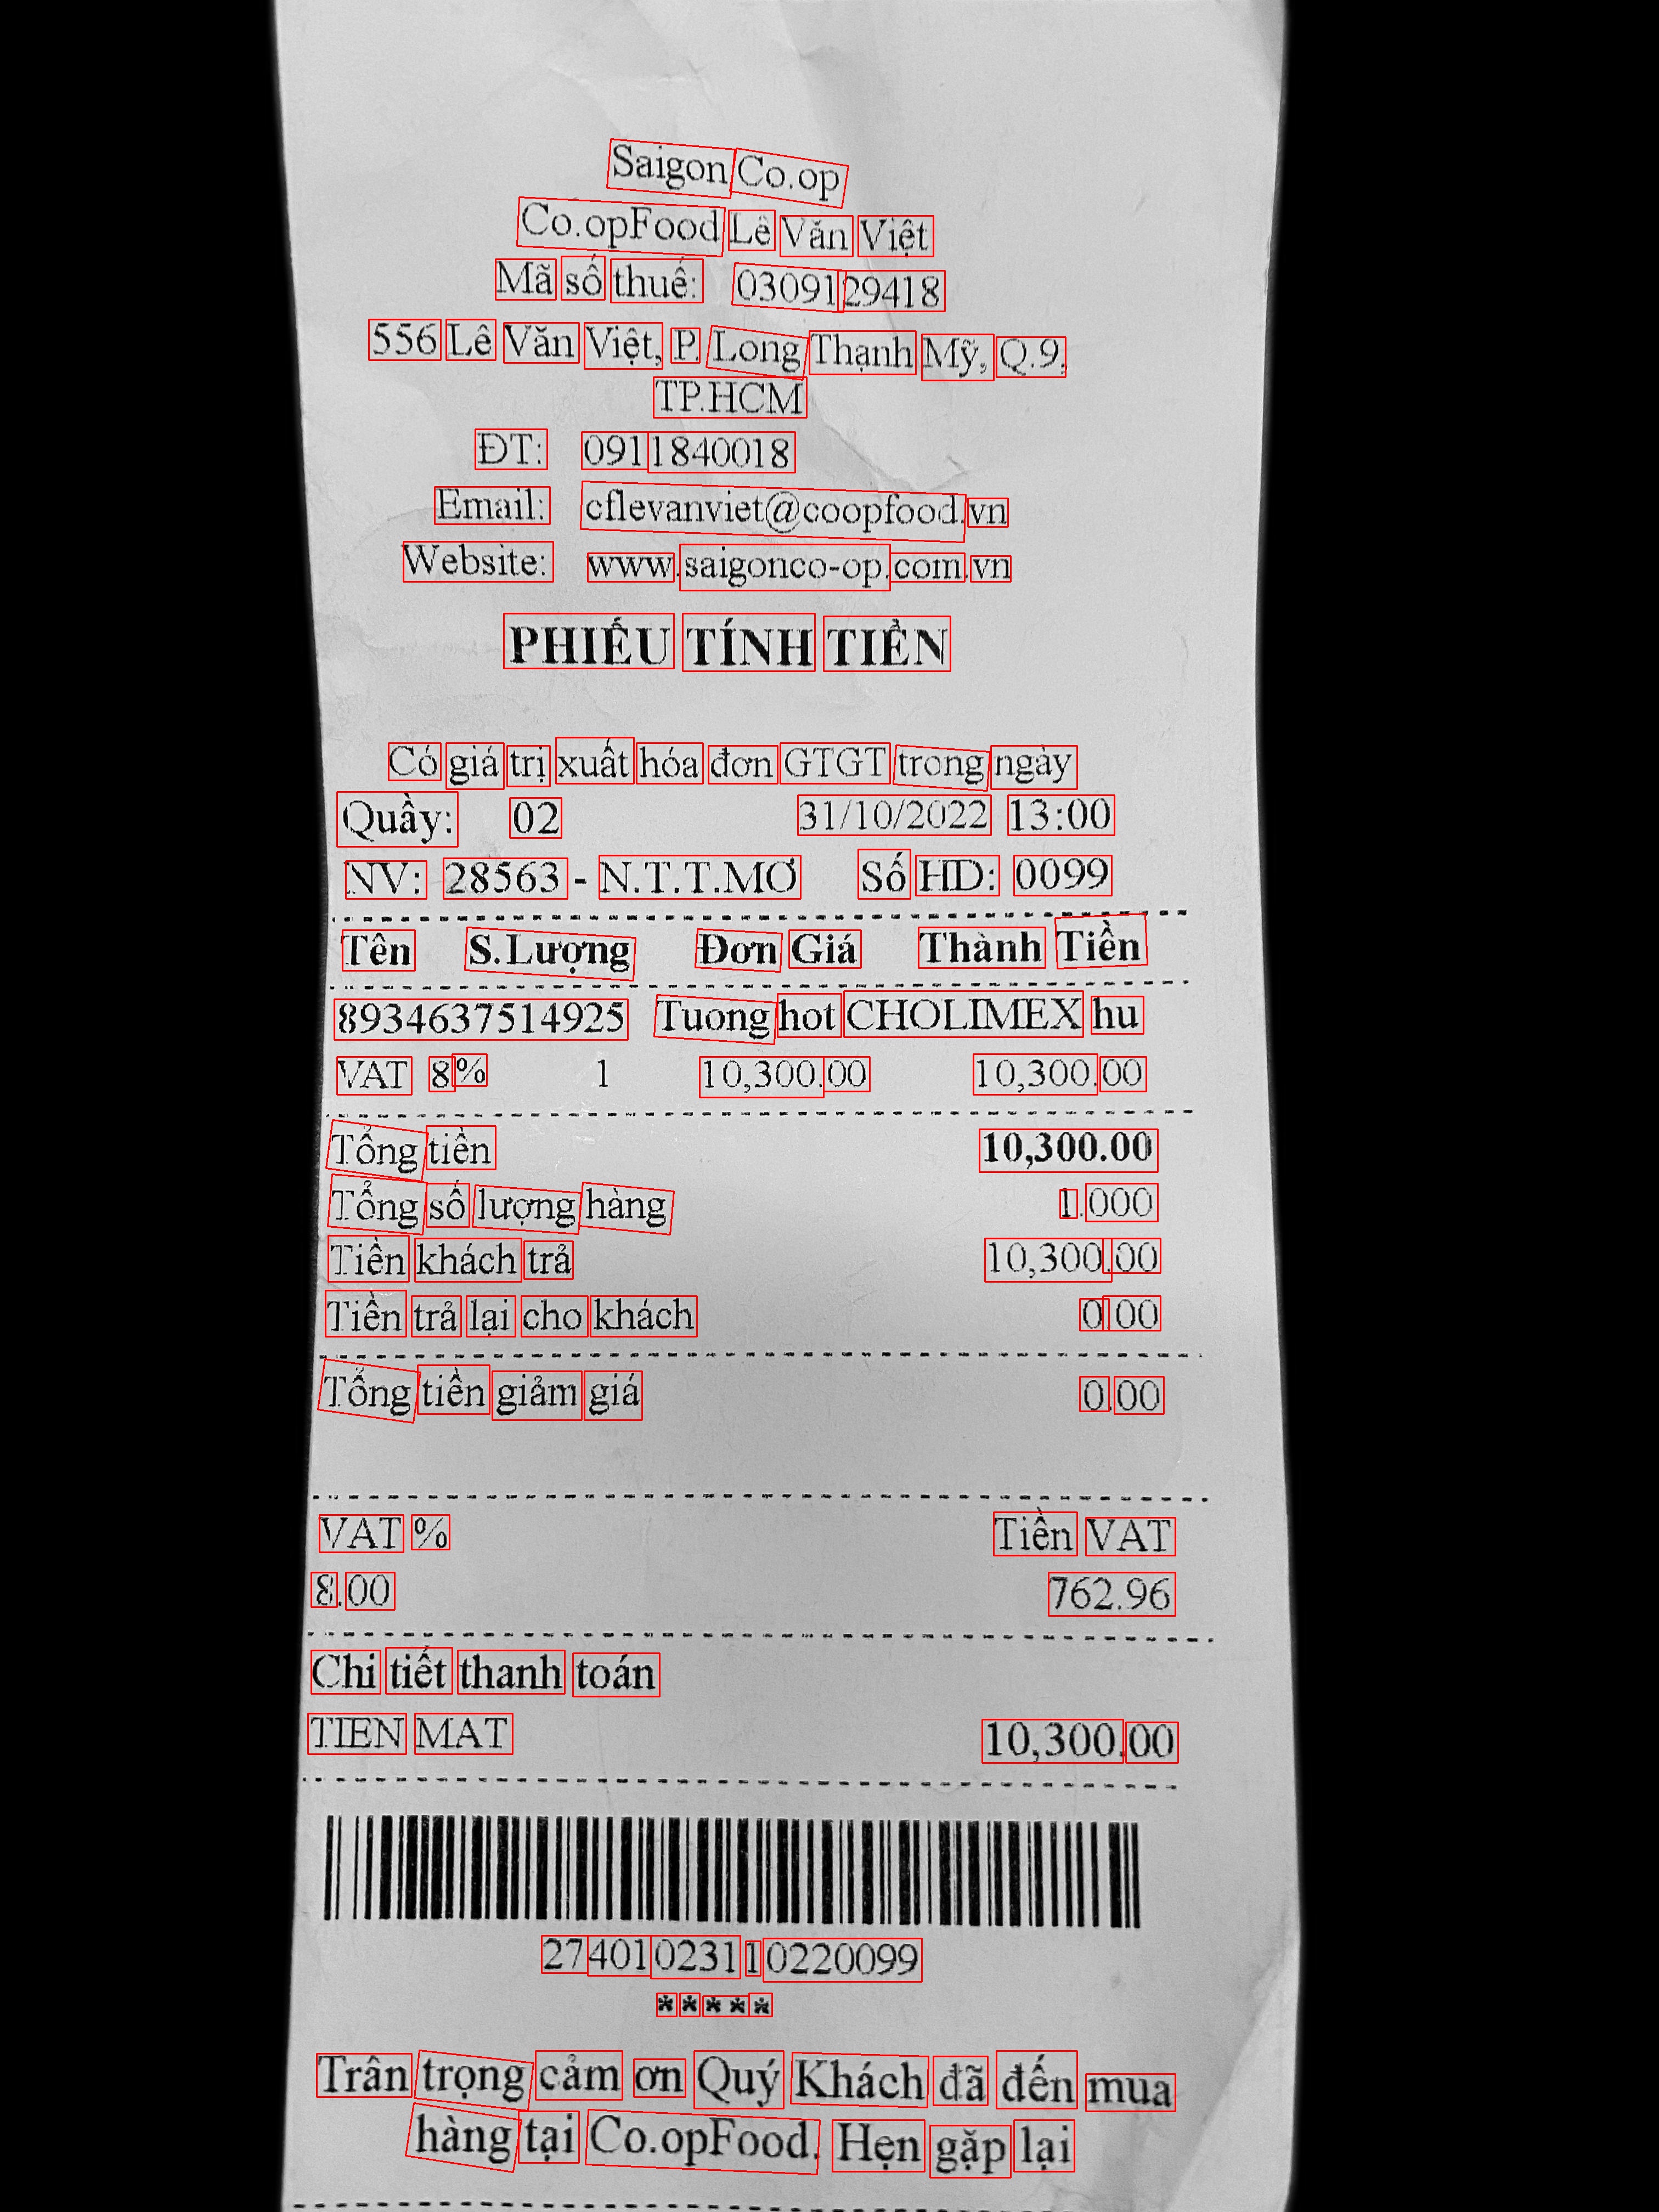 Saigon Co.op
Co.opFood Lê Văn Việt
Mã số thuế: 0309129418
556 Lê Văn Việt, P. Long Thạnh Mỹ, Q.9,
TP.HCM
ĐT: 0911840018
Email: cflevanviet@coopfood.vn
Website: www.saigonco-op.com.vn
PHIẾU TÍNH TIỀN
Có giá trị xuất hóa đơn GTGT trong ngày
Quầy: 02 31/10/2022 13:00
NV: 28563 - N.T.T.MƠ Số HD: 0099
Tên S.Lượng Đơn Giá Thành Tiền
8934637514925 Tuong hot CHOLIMEX hu
VAT 8% 1 10,300.00 10,300.00
Tổng tiền 10,300.00
Tổng số lượng hàng 1.000
Tiền khách trả 10,300.00
Tiền trả lại cho khách 0.00
Tổng tiền giảm giá 0.00
VAT % Tiền VAT
8.00 762.96
Chi tiết thanh toán
TIEN MAT 10,300.00
27401023110220099
*****
Trân trọng cảm ơn Quý Khách đã đến mua
hàng tại Co.opFood. Hẹn gặp lại